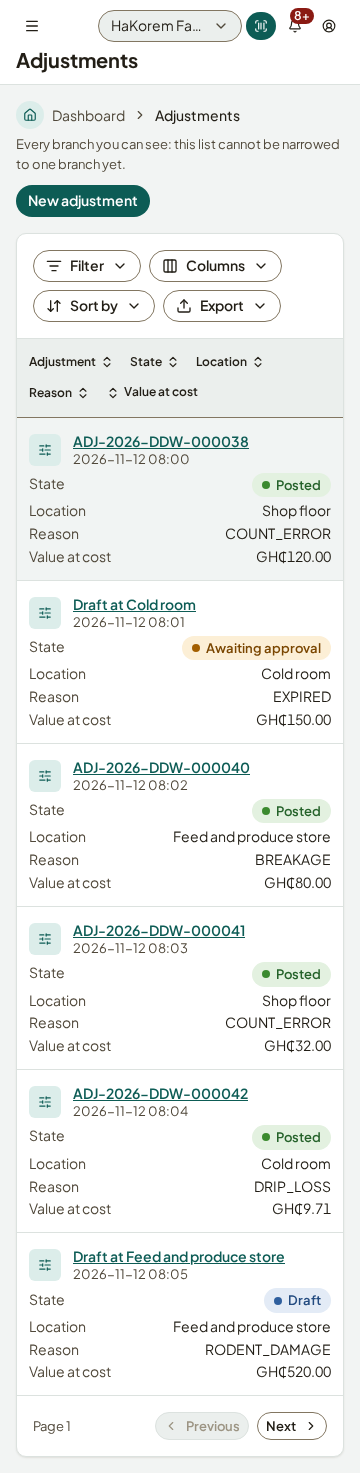 HaKorem Fa...
8+
Adjustments
Dashboard > Adjustments
Every branch you can see: this list cannot be narrowed
to one branch yet.
New adjustment
Filter Columns
Sort by Export
Adjustment State Location
Reason Value at cost
ADJ-2026-DDW-000038
2026-11-12 08:00
State Posted
Location Shop floor
Reason COUNT_ERROR
Value at cost GH₵120.00
Draft at Cold room
2026-11-12 08:01
State Awaiting approval
Location Cold room
Reason EXPIRED
Value at cost GH₵150.00
ADJ-2026-DDW-000040
2026-11-12 08:02
State Posted
Location Feed and produce store
Reason BREAKAGE
Value at cost GH₵80.00
ADJ-2026-DDW-000041
2026-11-12 08:03
State Posted
Location Shop floor
Reason COUNT_ERROR
Value at cost GH₵32.00
ADJ-2026-DDW-000042
2026-11-12 08:04
State Posted
Location Cold room
Reason DRIP_LOSS
Value at cost GH₵9.71
Draft at Feed and produce store
2026-11-12 08:05
State Draft
Location Feed and produce store
Reason RODENT_DAMAGE
Value at cost GH₵520.00
Page 1 Previous Next